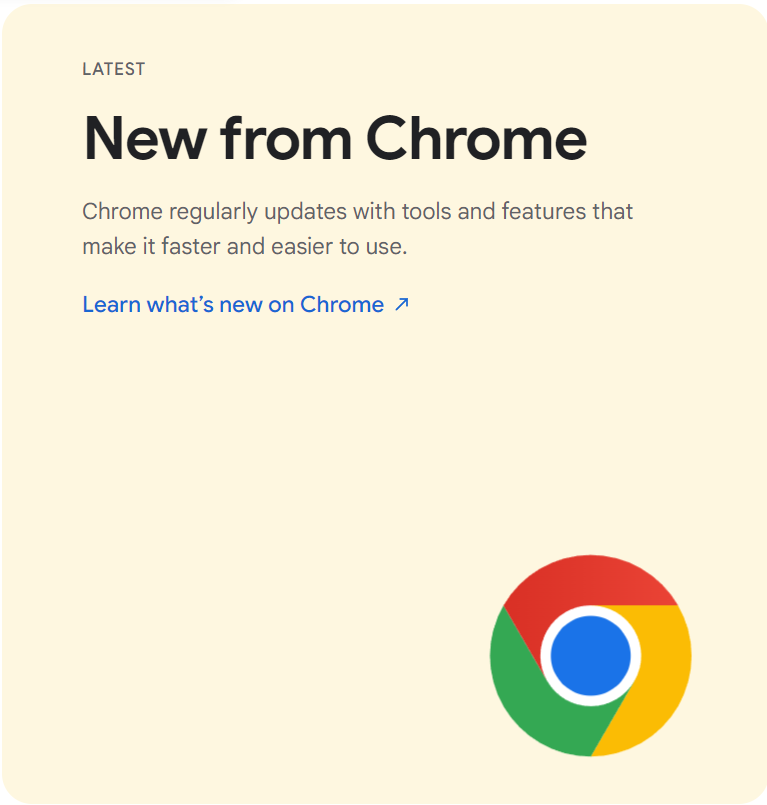 LATEST
New from Chrome
Chrome regularly updates with tools and features that
make it faster and easier to use.
Learn what’s new on Chrome ↗